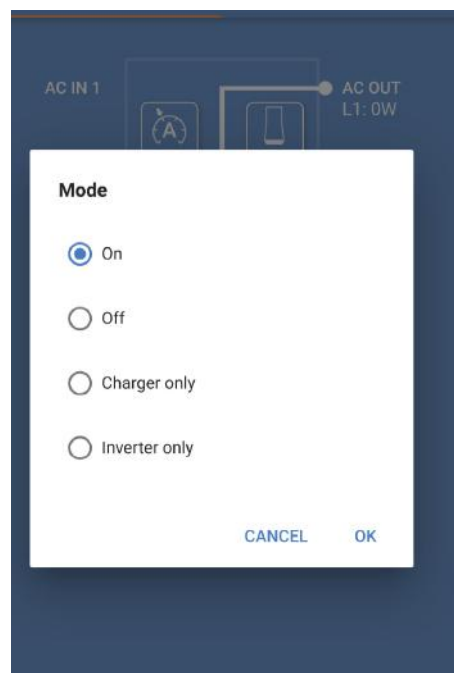 AC IN 1
AC OUT
L1: 0W
A
Mode
On
Off
Charger only
Inverter only
CANCEL
OK